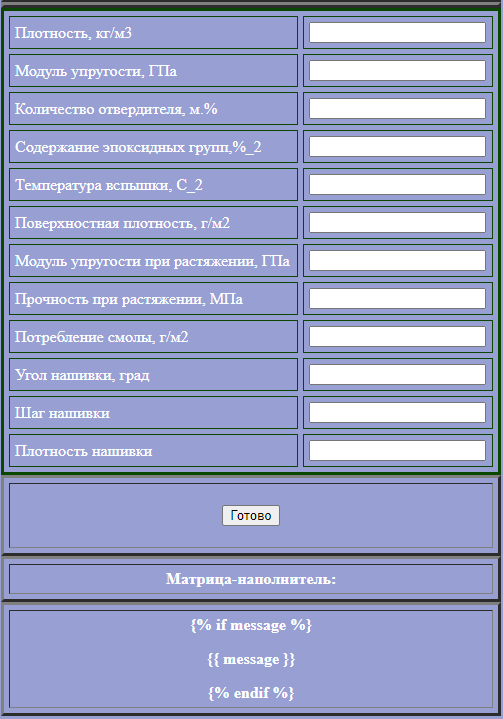 Плотность, кг/м3
Модуль упругости, ГПа
Количество отвердителя, м.%
Содержание эпоксидных групп,%_2
Температура вспышки, С_2
Поверхностная плотность, г/м2
Модуль упругости при растяжении, ГПа
Прочность при растяжении, МПа
Потребление смолы, г/м2
Угол нашивки, град
Шаг нашивки
Плотность нашивки
Готово
Матрица-наполнитель:
{% if message %}
{{ message }}
{% endif %}